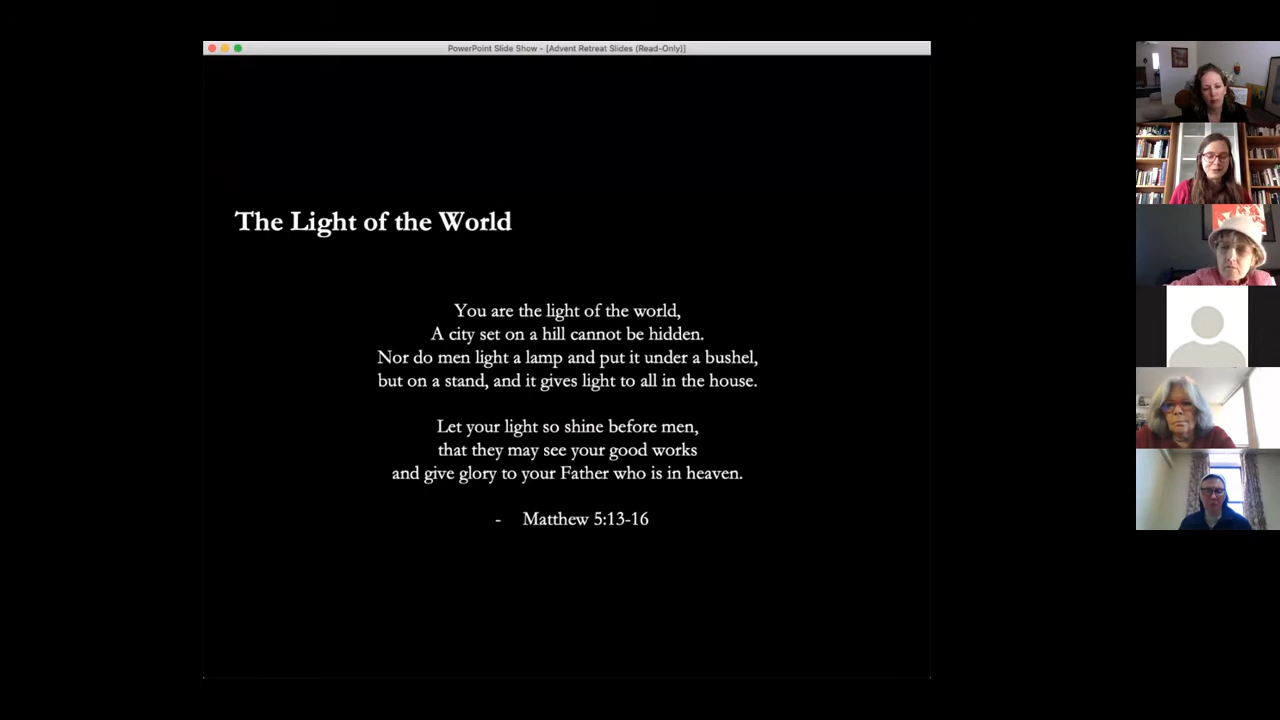 PowerPoint Slide Show - [Advent Retreat Slides (Read-Only)]
The Light of the World
You are the light of the world,
A city set on a hill cannot be hidden.
Nor do men light a lamp and put it under a bushel,
but on a stand, and it gives light to all in the house.
Let your light so shine before men,
that they may see your good works
and give glory to your Father who is in heaven.
- Matthew 5:13-16